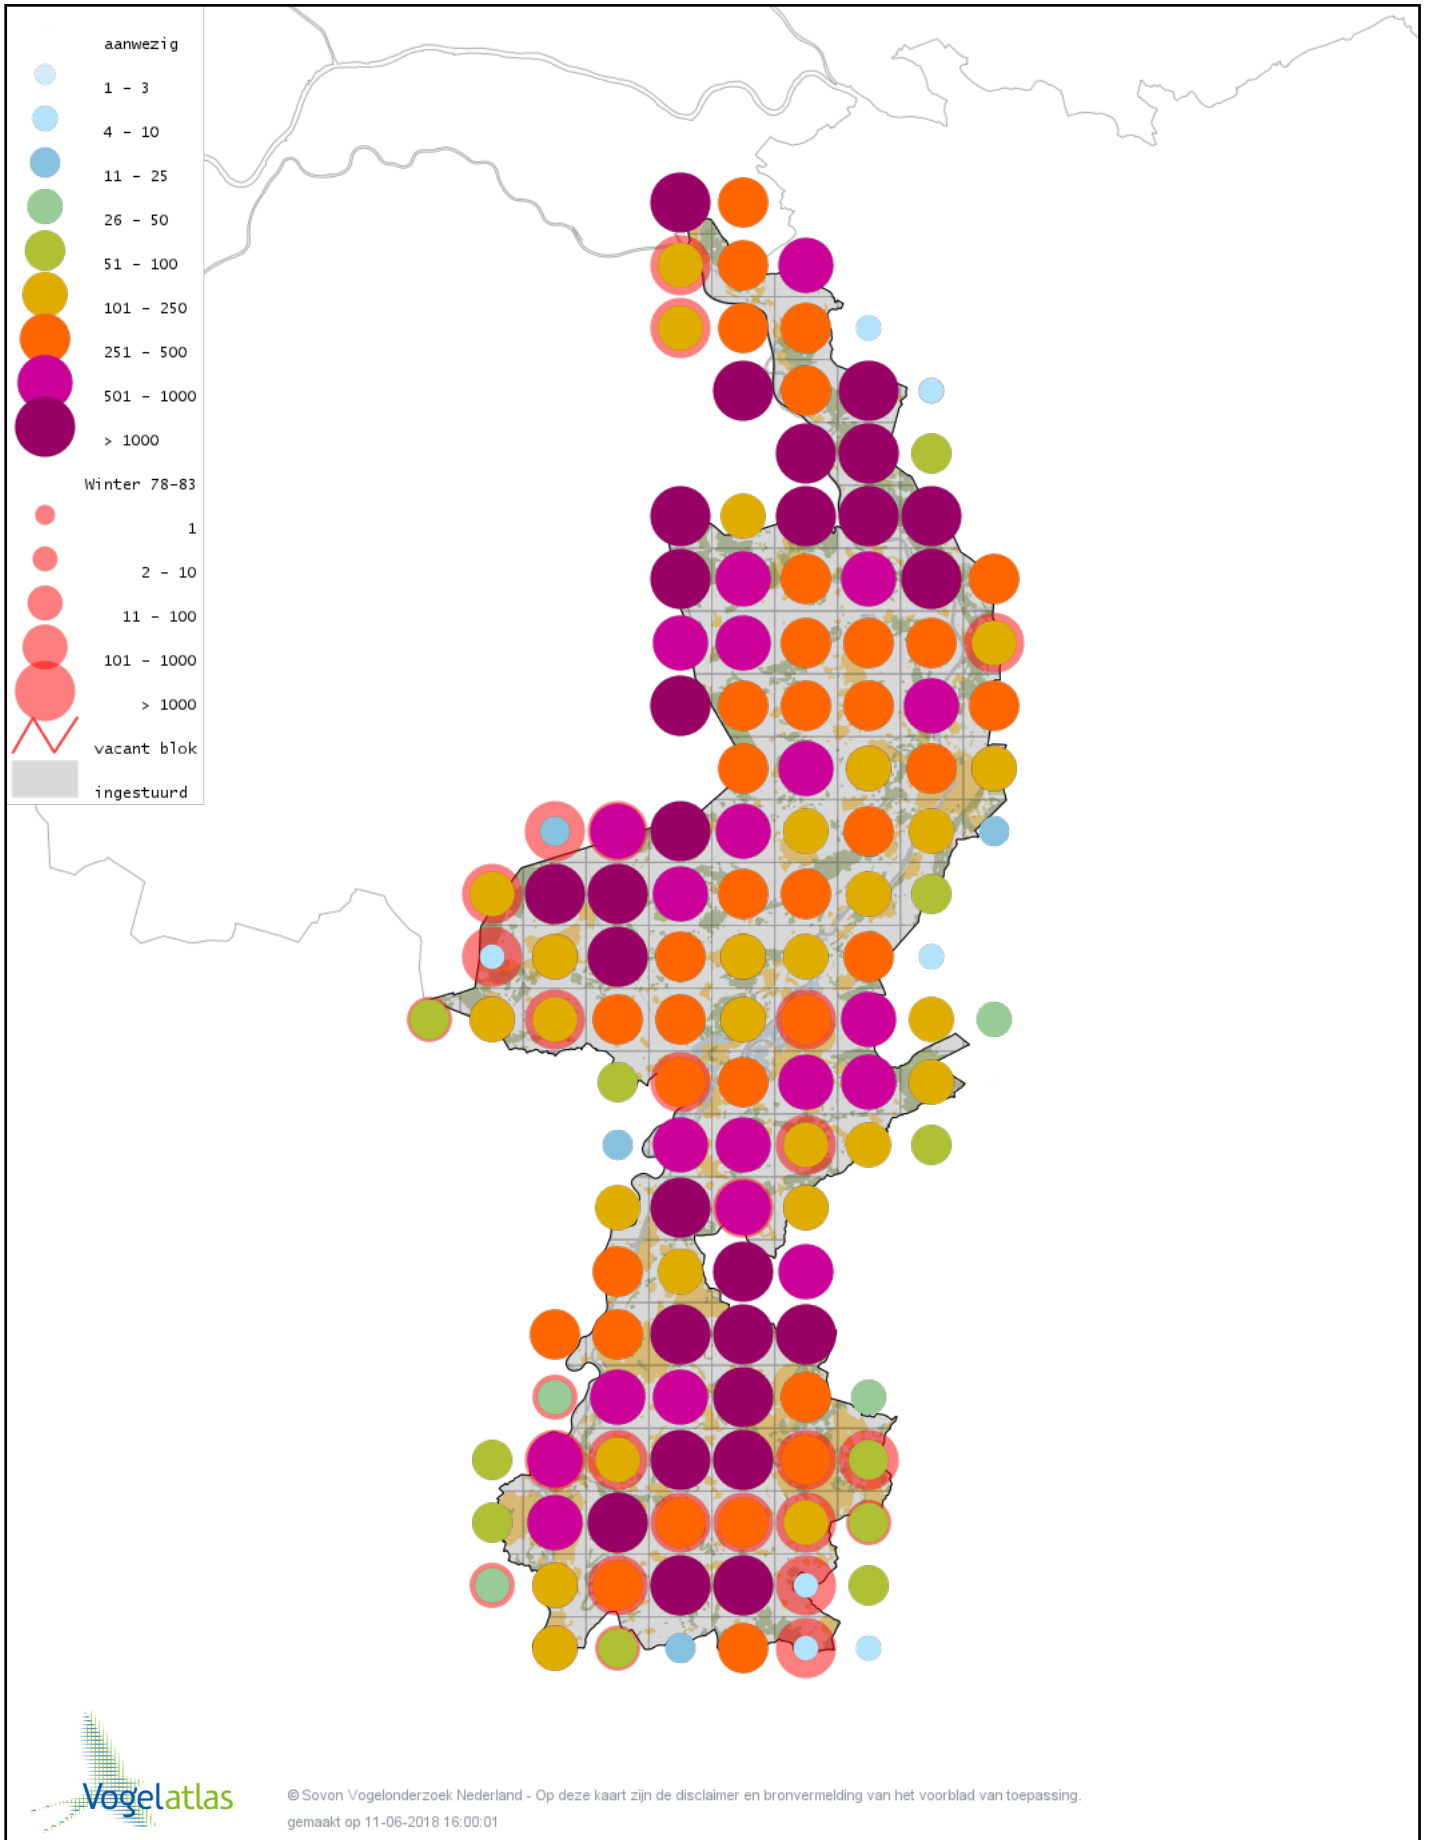 aanwezig
1 - 3
4 - 10
11 - 25
26 - 50
51 - 100
101 - 250
251 - 500
501 - 1000
> 1000
Winter 78-83
1
2 - 10
11 - 100
101 - 1000
> 1000
vacant blok
ingestuurd
Vogelatlas
© Sovon Vogelonderzoek Nederland - Op deze kaart zijn de disclaimer en bronvermelding van het voorblad van toepassing.
gemaakt op 11-06-2018 16:00:01